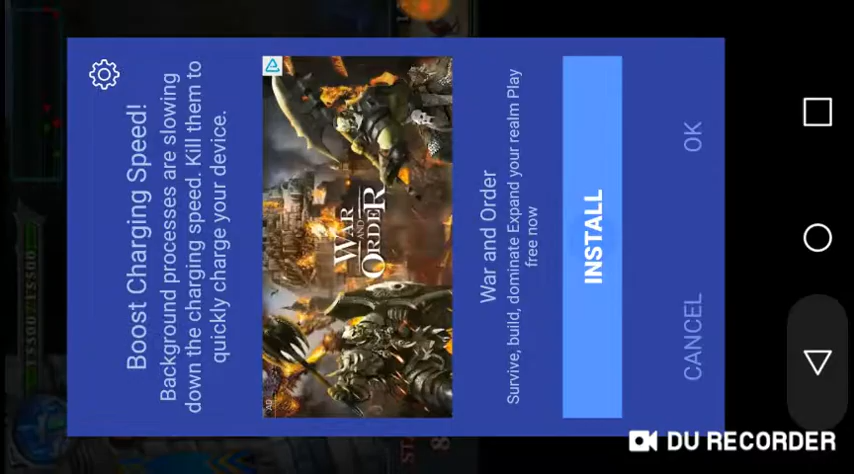 Boost Charging Speed!
Background processes are slowing
down the charging speed. Kill them to
quickly charge your device.
AD
WAR
AND
ORDER
War and Order
Survive, build, dominate Expand your realm Play
free now
INSTALL
CANCEL
OK
15300/15300
DU RECORDER